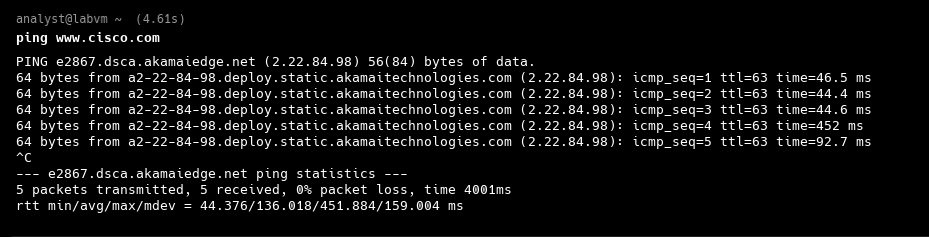 analyst@labvm ~ (4.61s)
ping www.cisco.com
PING e2867.dsca.akamaiedge.net (2.22.84.98) 56(84) bytes of data.
64 bytes from a2-22-84-98.deploy.static.akamaitechnologies.com (2.22.84.98): icmp_seq=1 ttl=63 time=46.5 ms
64 bytes from a2-22-84-98.deploy.static.akamaitechnologies.com (2.22.84.98): icmp_seq=2 ttl=63 time=44.4 ms
64 bytes from a2-22-84-98.deploy.static.akamaitechnologies.com (2.22.84.98): icmp_seq=3 ttl=63 time=44.6 ms
64 bytes from a2-22-84-98.deploy.static.akamaitechnologies.com (2.22.84.98): icmp_seq=4 ttl=63 time=452 ms
64 bytes from a2-22-84-98.deploy.static.akamaitechnologies.com (2.22.84.98): icmp_seq=5 ttl=63 time=92.7 ms
^C
--- e2867.dsca.akamaiedge.net ping statistics ---
5 packets transmitted, 5 received, 0% packet loss, time 4001ms
rtt min/avg/max/mdev = 44.376/136.018/451.884/159.004 ms